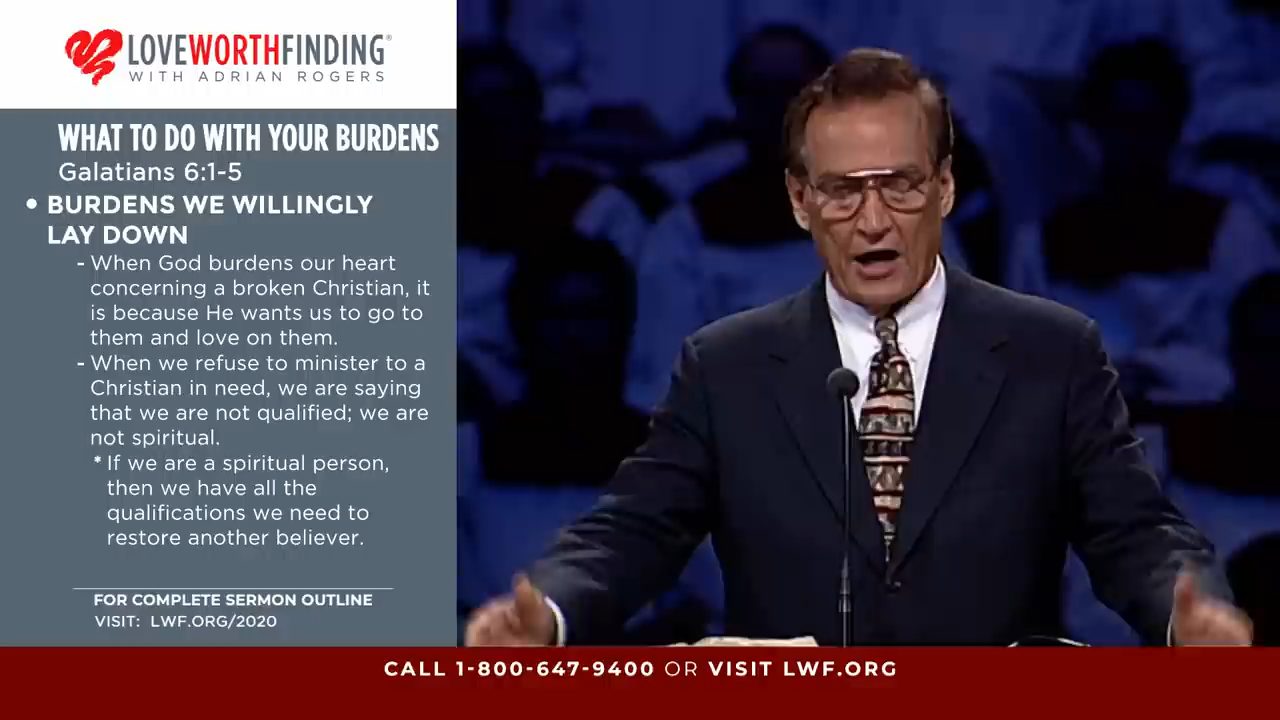 LOVEWORTHFINDING®
WITH ADRIAN ROGERS
WHAT TO DO WITH YOUR BURDENS
Galatians 6:1-5
• BURDENS WE WILLINGLY
LAY DOWN
- When God burdens our heart
concerning a broken Christian, it
is because He wants us to go to
them and love on them.
- When we refuse to minister to a
Christian in need, we are saying
that we are not qualified; we are
not spiritual.
* If we are a spiritual person,
then we have all the
qualifications we need to
restore another believer.
FOR COMPLETE SERMON OUTLINE
VISIT: LWF.ORG/2020
CALL 1-800-647-9400 OR VISIT LWF.ORG